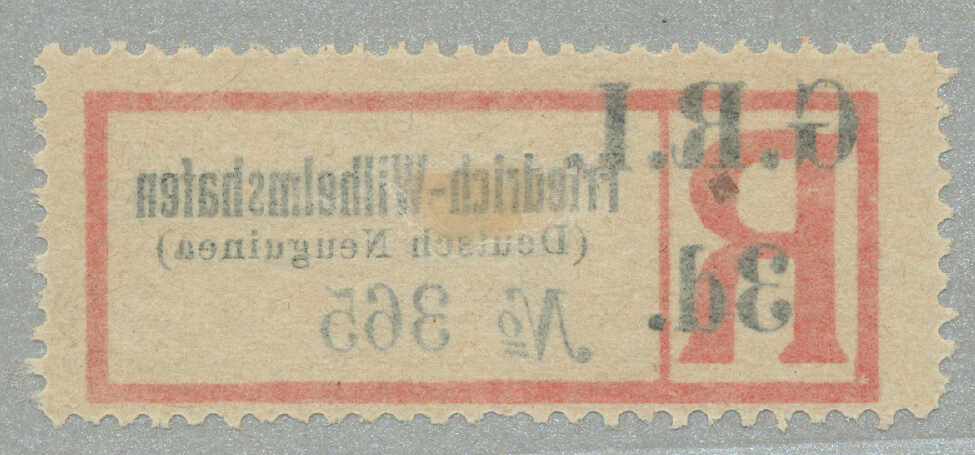 G.R.I.
R
3d.
Friedrich-Wilhelmshafen
(Deutsch Neuguinea)
№ 365